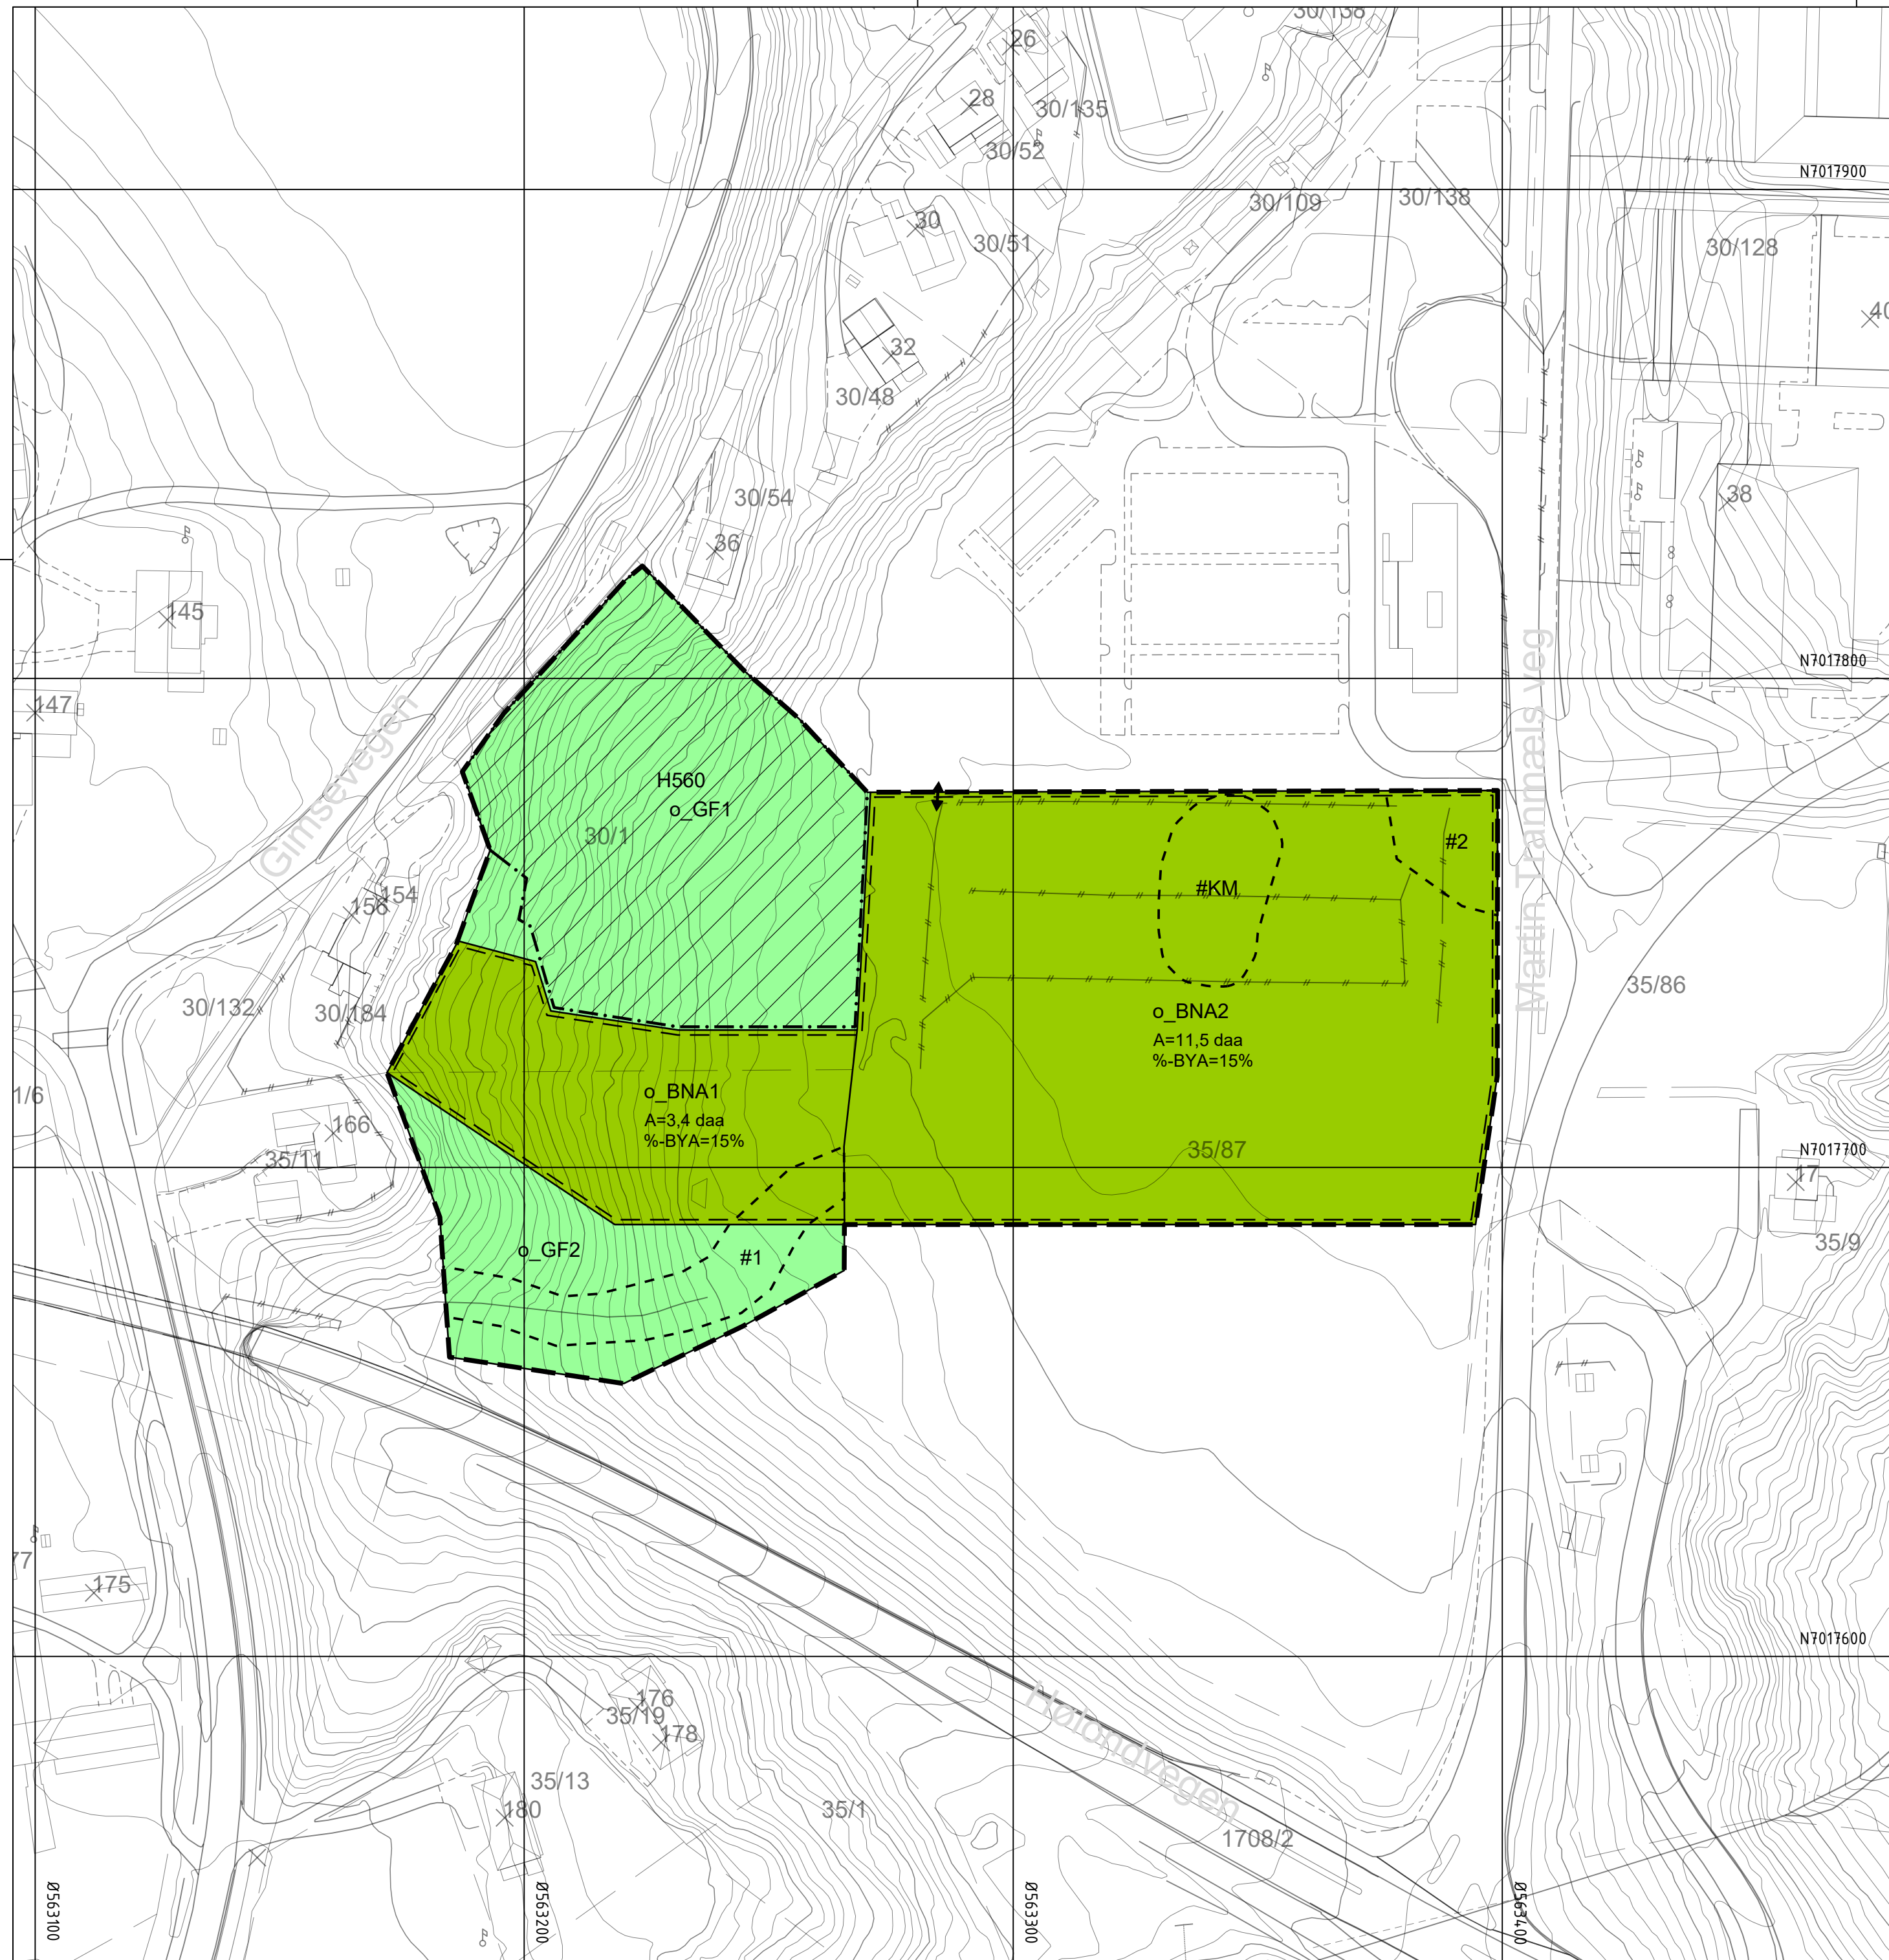 30/138
26
28
30/135
30/52
N7017900
30/109
30/138
30
30/51
30/128
40
32
30/48
30/54
38
36
145
N7017800
147
Gimsevegen
Martin Tranmæls veg
H560
o_GF1
30/1
#2
#KM
154
156
35/86
30/132
30/184
o_BNA2
A=11,5 daa
%-BYA=15%
1/6
o_BNA1
A=3,4 daa
%-BYA=15%
166
35/11
35/87
N7017700
17
o_GF2
#1
35/9
77
175
N7017600
176
35/19
178
Hølondvegen
35/13
180
35/1
1708/2
Ø563100
Ø563200
Ø563300
Ø563400